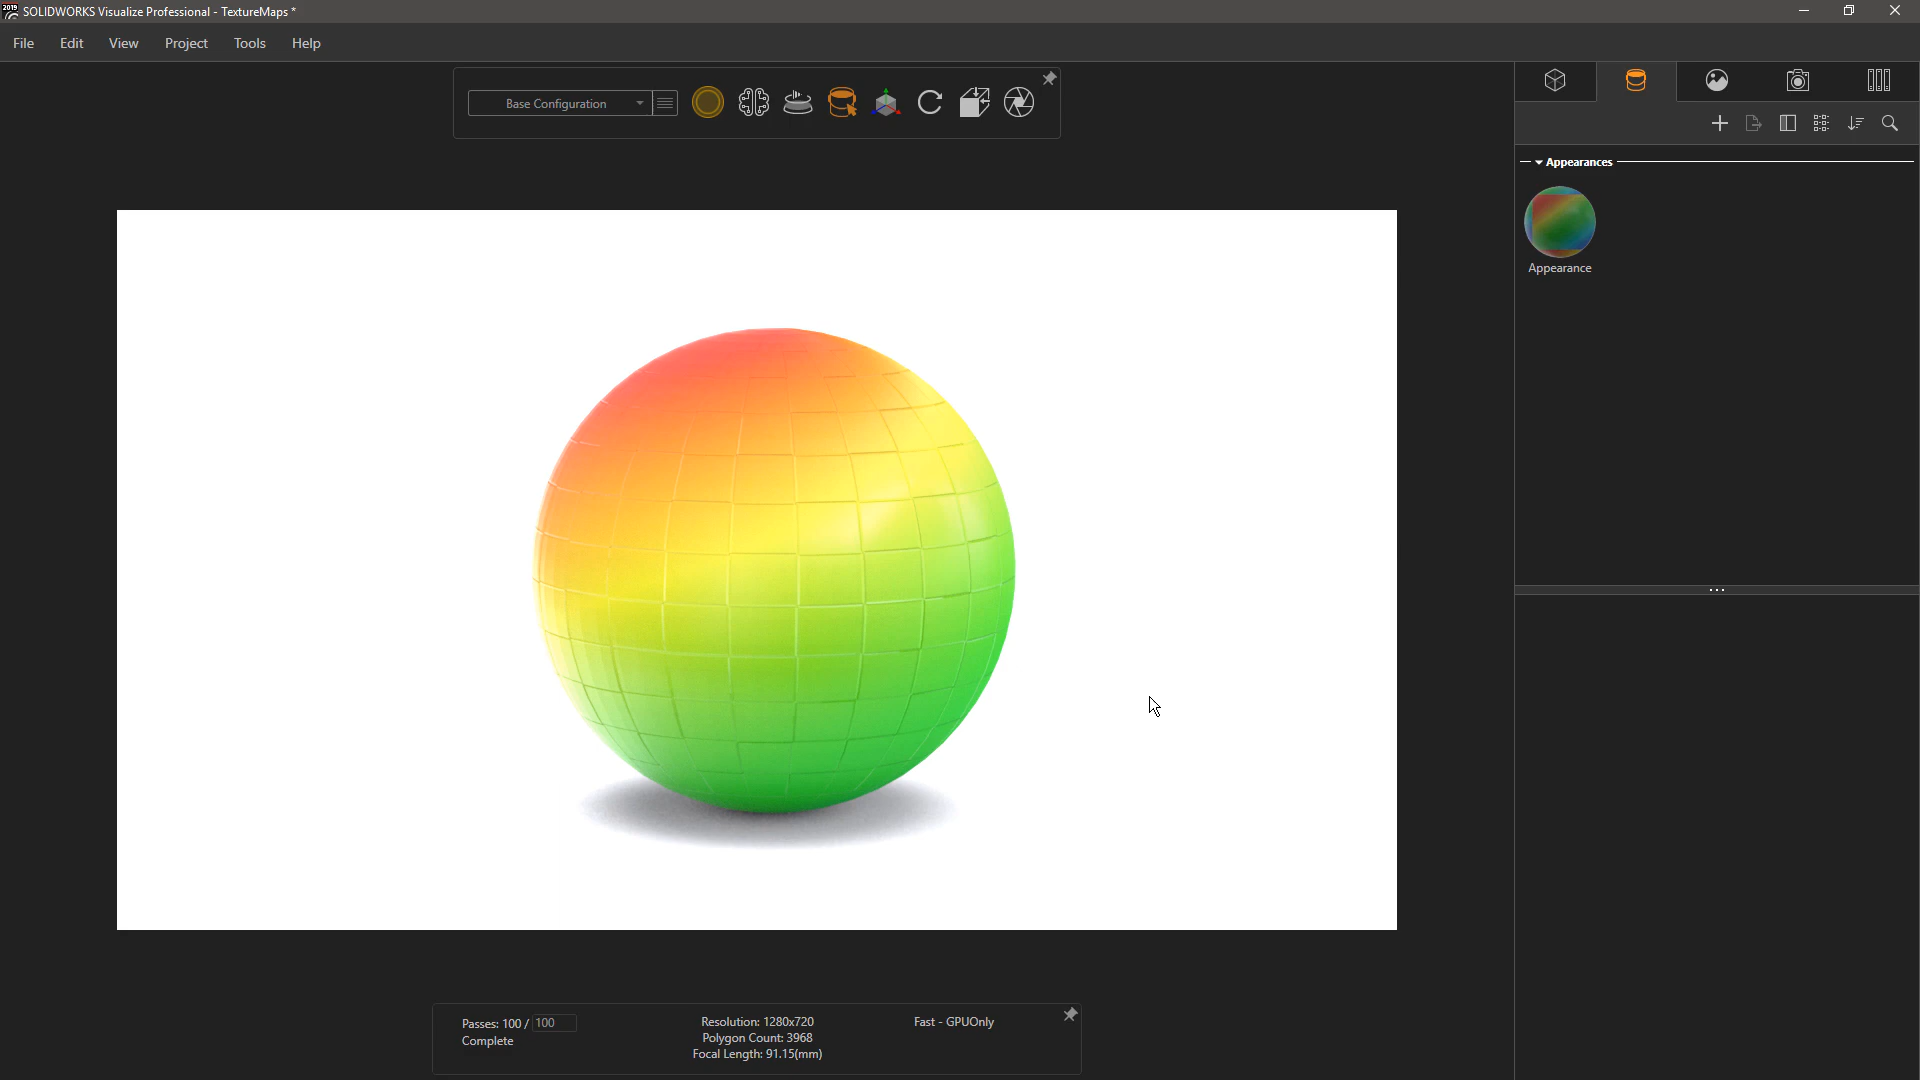 2019
SOLIDWORKS Visualize Professional - TextureMaps *
File Edit View Project Tools Help
Base Configuration
Appearances
Appearance
Passes: 100 / 100
Complete
Resolution: 1280x720
Polygon Count: 3968
Focal Length: 91.15(mm)
Fast - GPUOnly